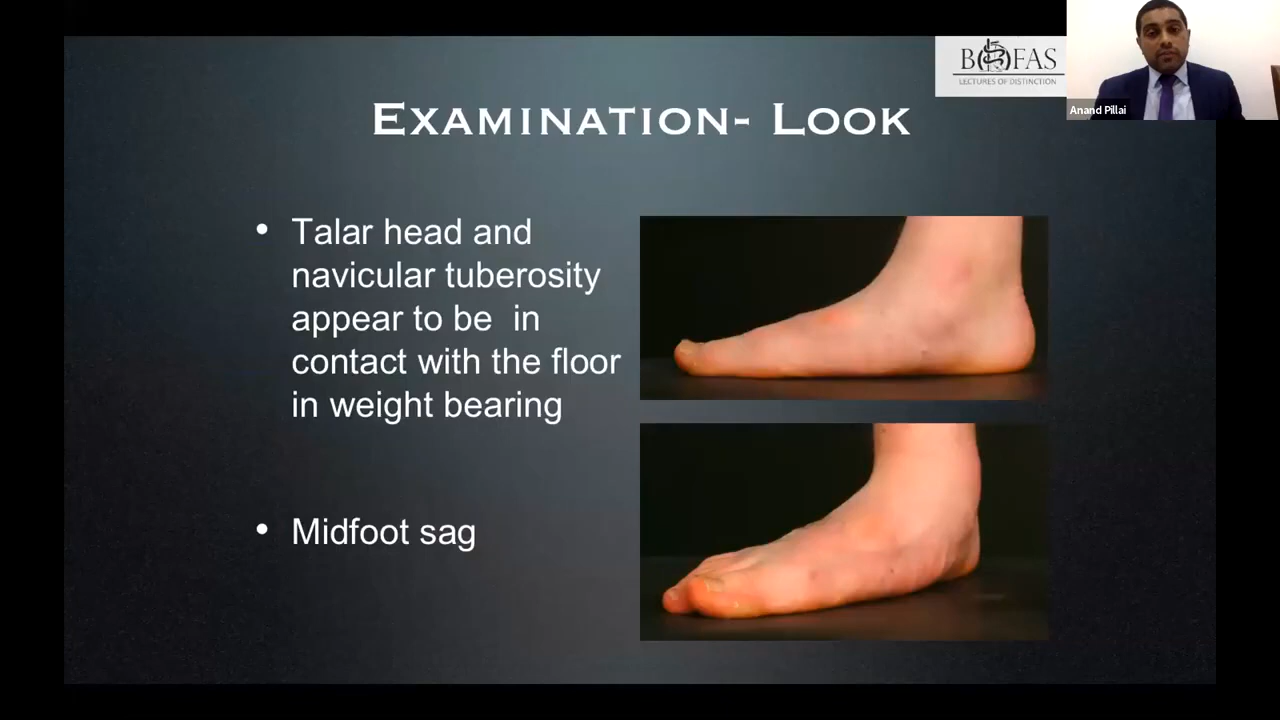 BOFAS
LECTURES OF DISTINCTION
Anand Pillai
EXAMINATION- LOOK
• Talar head and
navicular tuberosity
appear to be in
contact with the floor
in weight bearing
• Midfoot sag